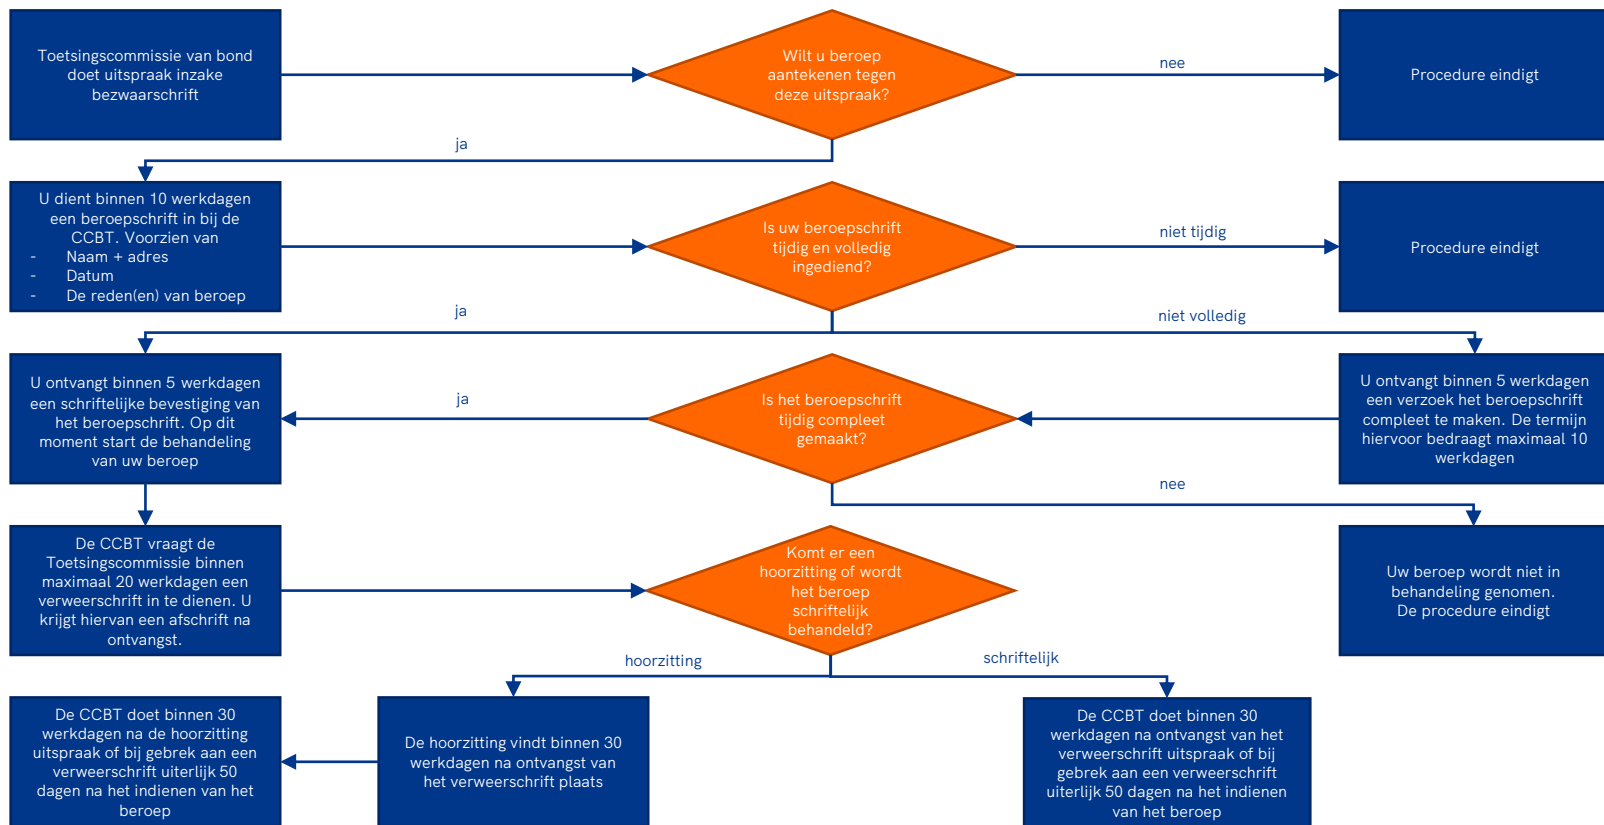 Toetsingscommissie van bond
doet uitspraak inzake
bezwaarschrift
Wilt u beroep
aantekenen tegen
deze uitspraak?
nee
Procedure eindigt
ja
U dient binnen 10 werkdagen
een beroepschrift in bij de
CCBT. Voorzien van
- Naam + adres
- Datum
- De reden(en) van beroep
Is uw beroepschrift
tijdig en volledig
ingediend?
niet tijdig
Procedure eindigt
ja
niet volledig
U ontvangt binnen 5 werkdagen
een schriftelijke bevestiging van
het beroepschrift. Op dit
moment start de behandeling
van uw beroep
ja
Is het beroepschrift
tijdig compleet
gemaakt?
U ontvangt binnen 5 werkdagen
een verzoek het beroepschrift
compleet te maken. De termijn
hiervoor bedraagt maximaal 10
werkdagen
nee
De CCBT vraagt de
Toetsingscommissie binnen
maximaal 20 werkdagen een
verweerschrift in te dienen. U
krijgt hiervan een afschrift na
ontvangst.
Komt er een
hoorzitting of wordt
het beroep
schriftelijk
behandeld?
Uw beroep wordt niet in
behandeling genomen.
De procedure eindigt
hoorzitting
schriftelijk
De CCBT doet binnen 30
werkdagen na de hoorzitting
uitspraak of bij gebrek aan een
verweerschrift uiterlijk 50
dagen na het indienen van het
beroep
De hoorzitting vindt binnen 30
werkdagen na ontvangst van
het verweerschrift plaats
De CCBT doet binnen 30
werkdagen na ontvangst van het
verweerschrift uitspraak of bij
gebrek aan een verweerschrift
uiterlijk 50 dagen na het indienen
van het beroep